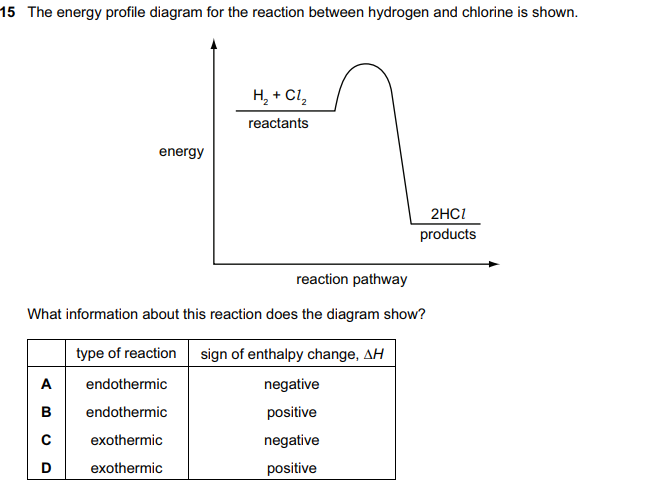 15 The energy profile diagram for the reaction between hydrogen and chlorine is shown.
H₂ + Cl₂
reactants
energy
2HCl
products
reaction pathway
What information about this reaction does the diagram show?
type of reaction sign of enthalpy change, ΔH
A endothermic negative
B endothermic positive
C exothermic negative
D exothermic positive